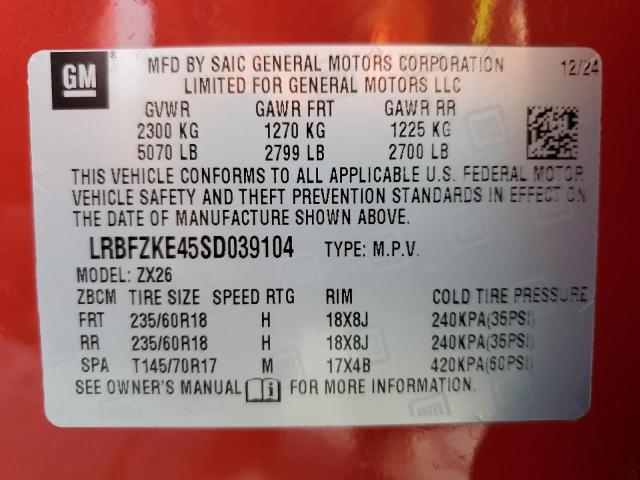 GM
MFD BY SAIC GENERAL MOTORS CORPORATION 12/24
LIMITED FOR GENERAL MOTORS LLC
GVWR GAWR FRT GAWR RR
2300 KG 1270 KG 1225 KG
5070 LB 2799 LB 2700 LB
THIS VEHICLE CONFORMS TO ALL APPLICABLE U.S. FEDERAL MOTOR
VEHICLE SAFETY AND THEFT PREVENTION STANDARDS IN EFFECT ON
THE DATE OF MANUFACTURE SHOWN ABOVE.
LRBFZKE45SD039104 TYPE: M.P.V.
MODEL: ZX26
ZBCM TIRE SIZE SPEED RTG RIM COLD TIRE PRESSURE
FRT 235/60R18 H 18X8J 240KPA(35PSI)
RR 235/60R18 H 18X8J 240KPA(35PSI)
SPA T145/70R17 M 17X4B 420KPA(60PSI)
SEE OWNER'S MANUAL FOR MORE INFORMATION.